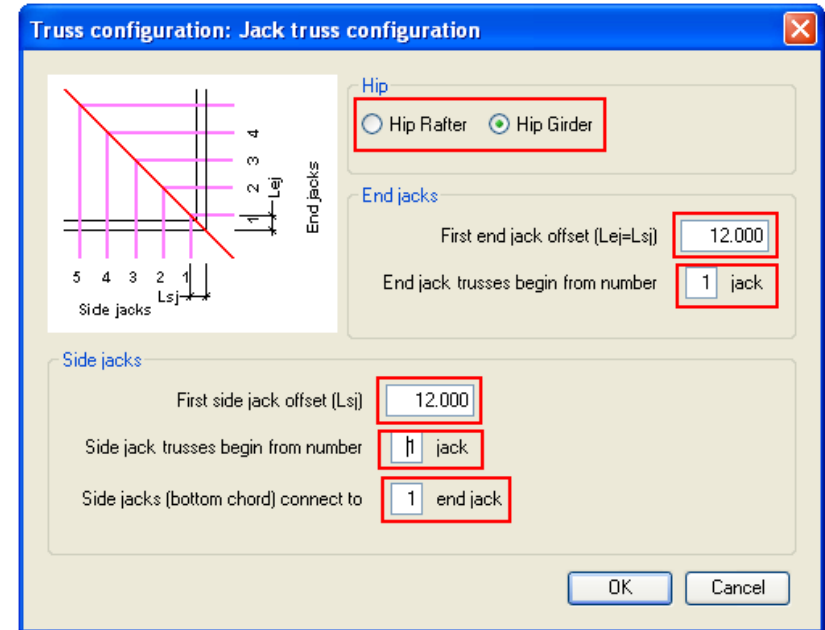 Truss configuration: Jack truss configuration
4
3
2
1
Lej
End jacks
5 4 3 2 1
Lsj
Side jacks
Hip
Hip Rafter Hip Girder
End jacks
First end jack offset (Lej=Lsj) 12.000
End jack trusses begin from number 1 jack
Side jacks
First side jack offset (Lsj) 12.000
Side jack trusses begin from number 1 jack
Side jacks (bottom chord) connect to 1 end jack
OK Cancel